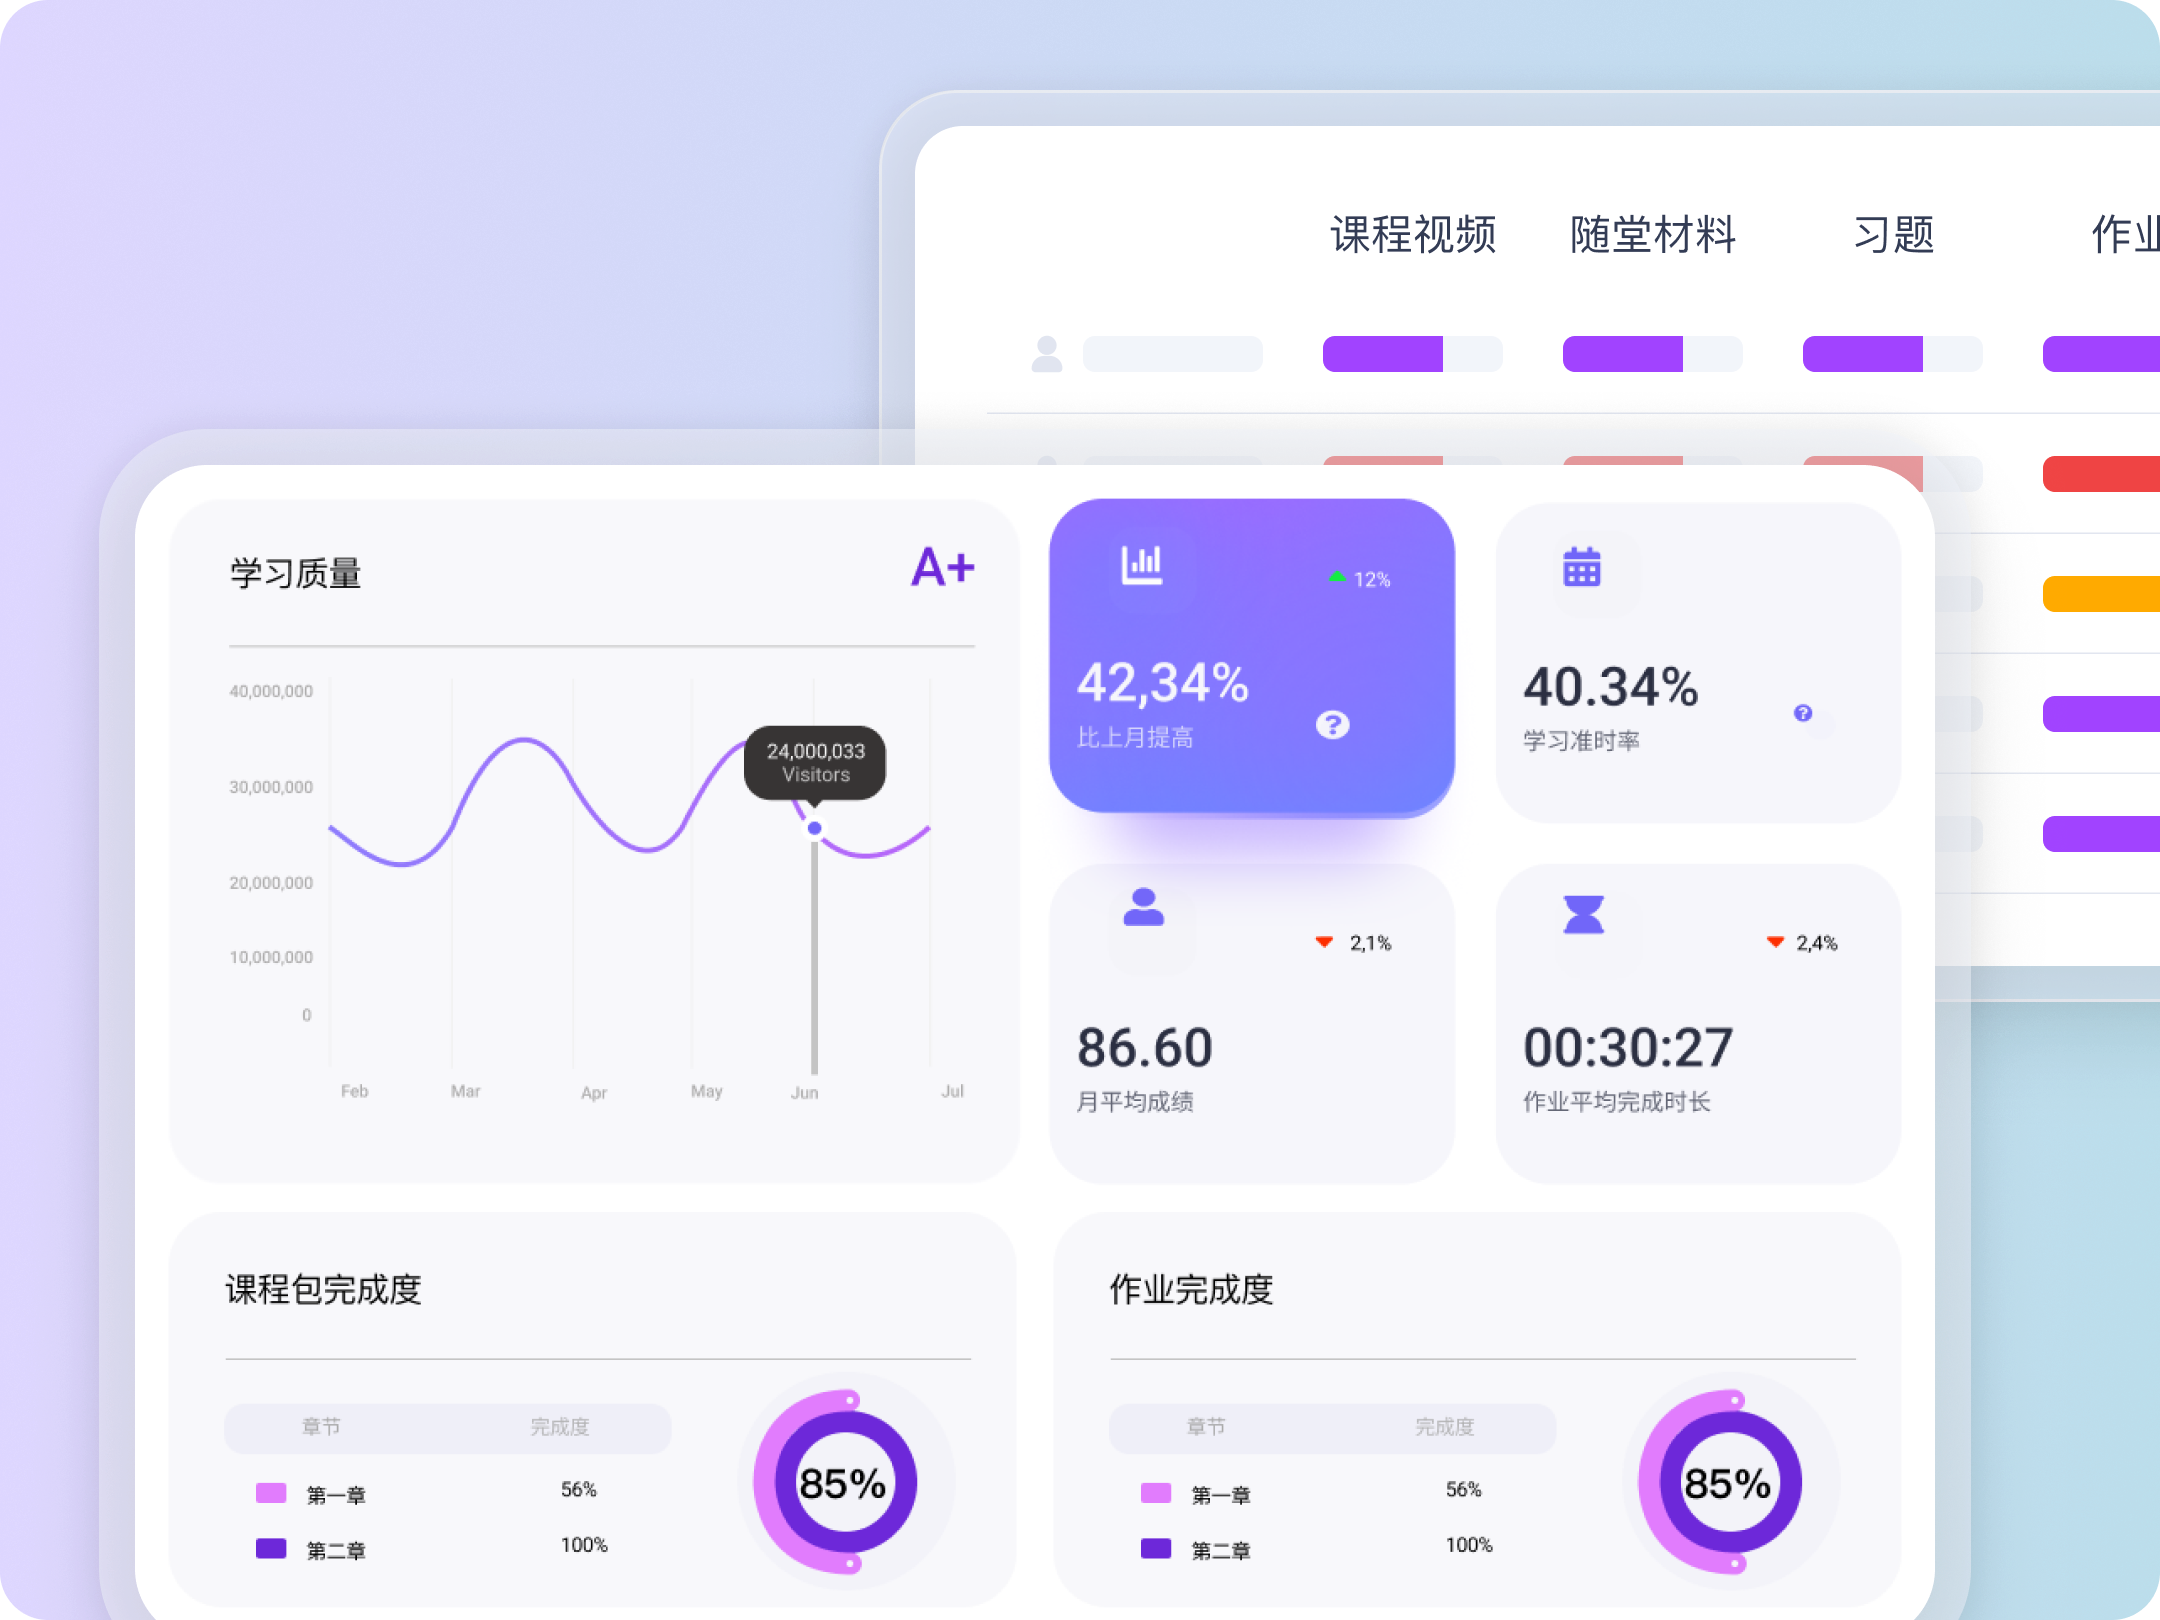 课程视频 随堂材料 习题 作业
学习质量 A+
40,000,000
30,000,000
20,000,000
10,000,000
0
24,000,033
Visitors
Feb Mar Apr May Jun Jul
12%
42,34%
比上月提高
40.34%
学习准时率
2,1%
86.60
月平均成绩
2,4%
00:30:27
作业平均完成时长
课程包完成度
章节 完成度
第一章 56%
第二章 100%
85%
作业完成度
章节 完成度
第一章 56%
第二章 100%
85%